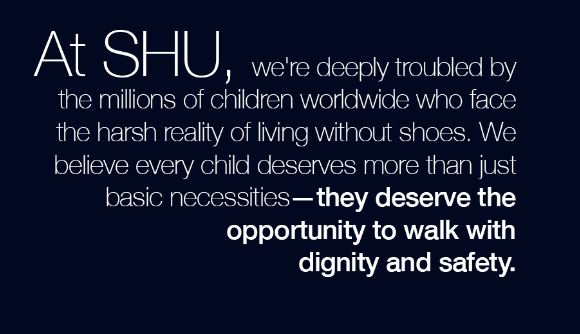 At SHU, we're deeply troubled by
the millions of children worldwide who face
the harsh reality of living without shoes. We
believe every child deserves more than just
basic necessities—they deserve the
opportunity to walk with
dignity and safety.